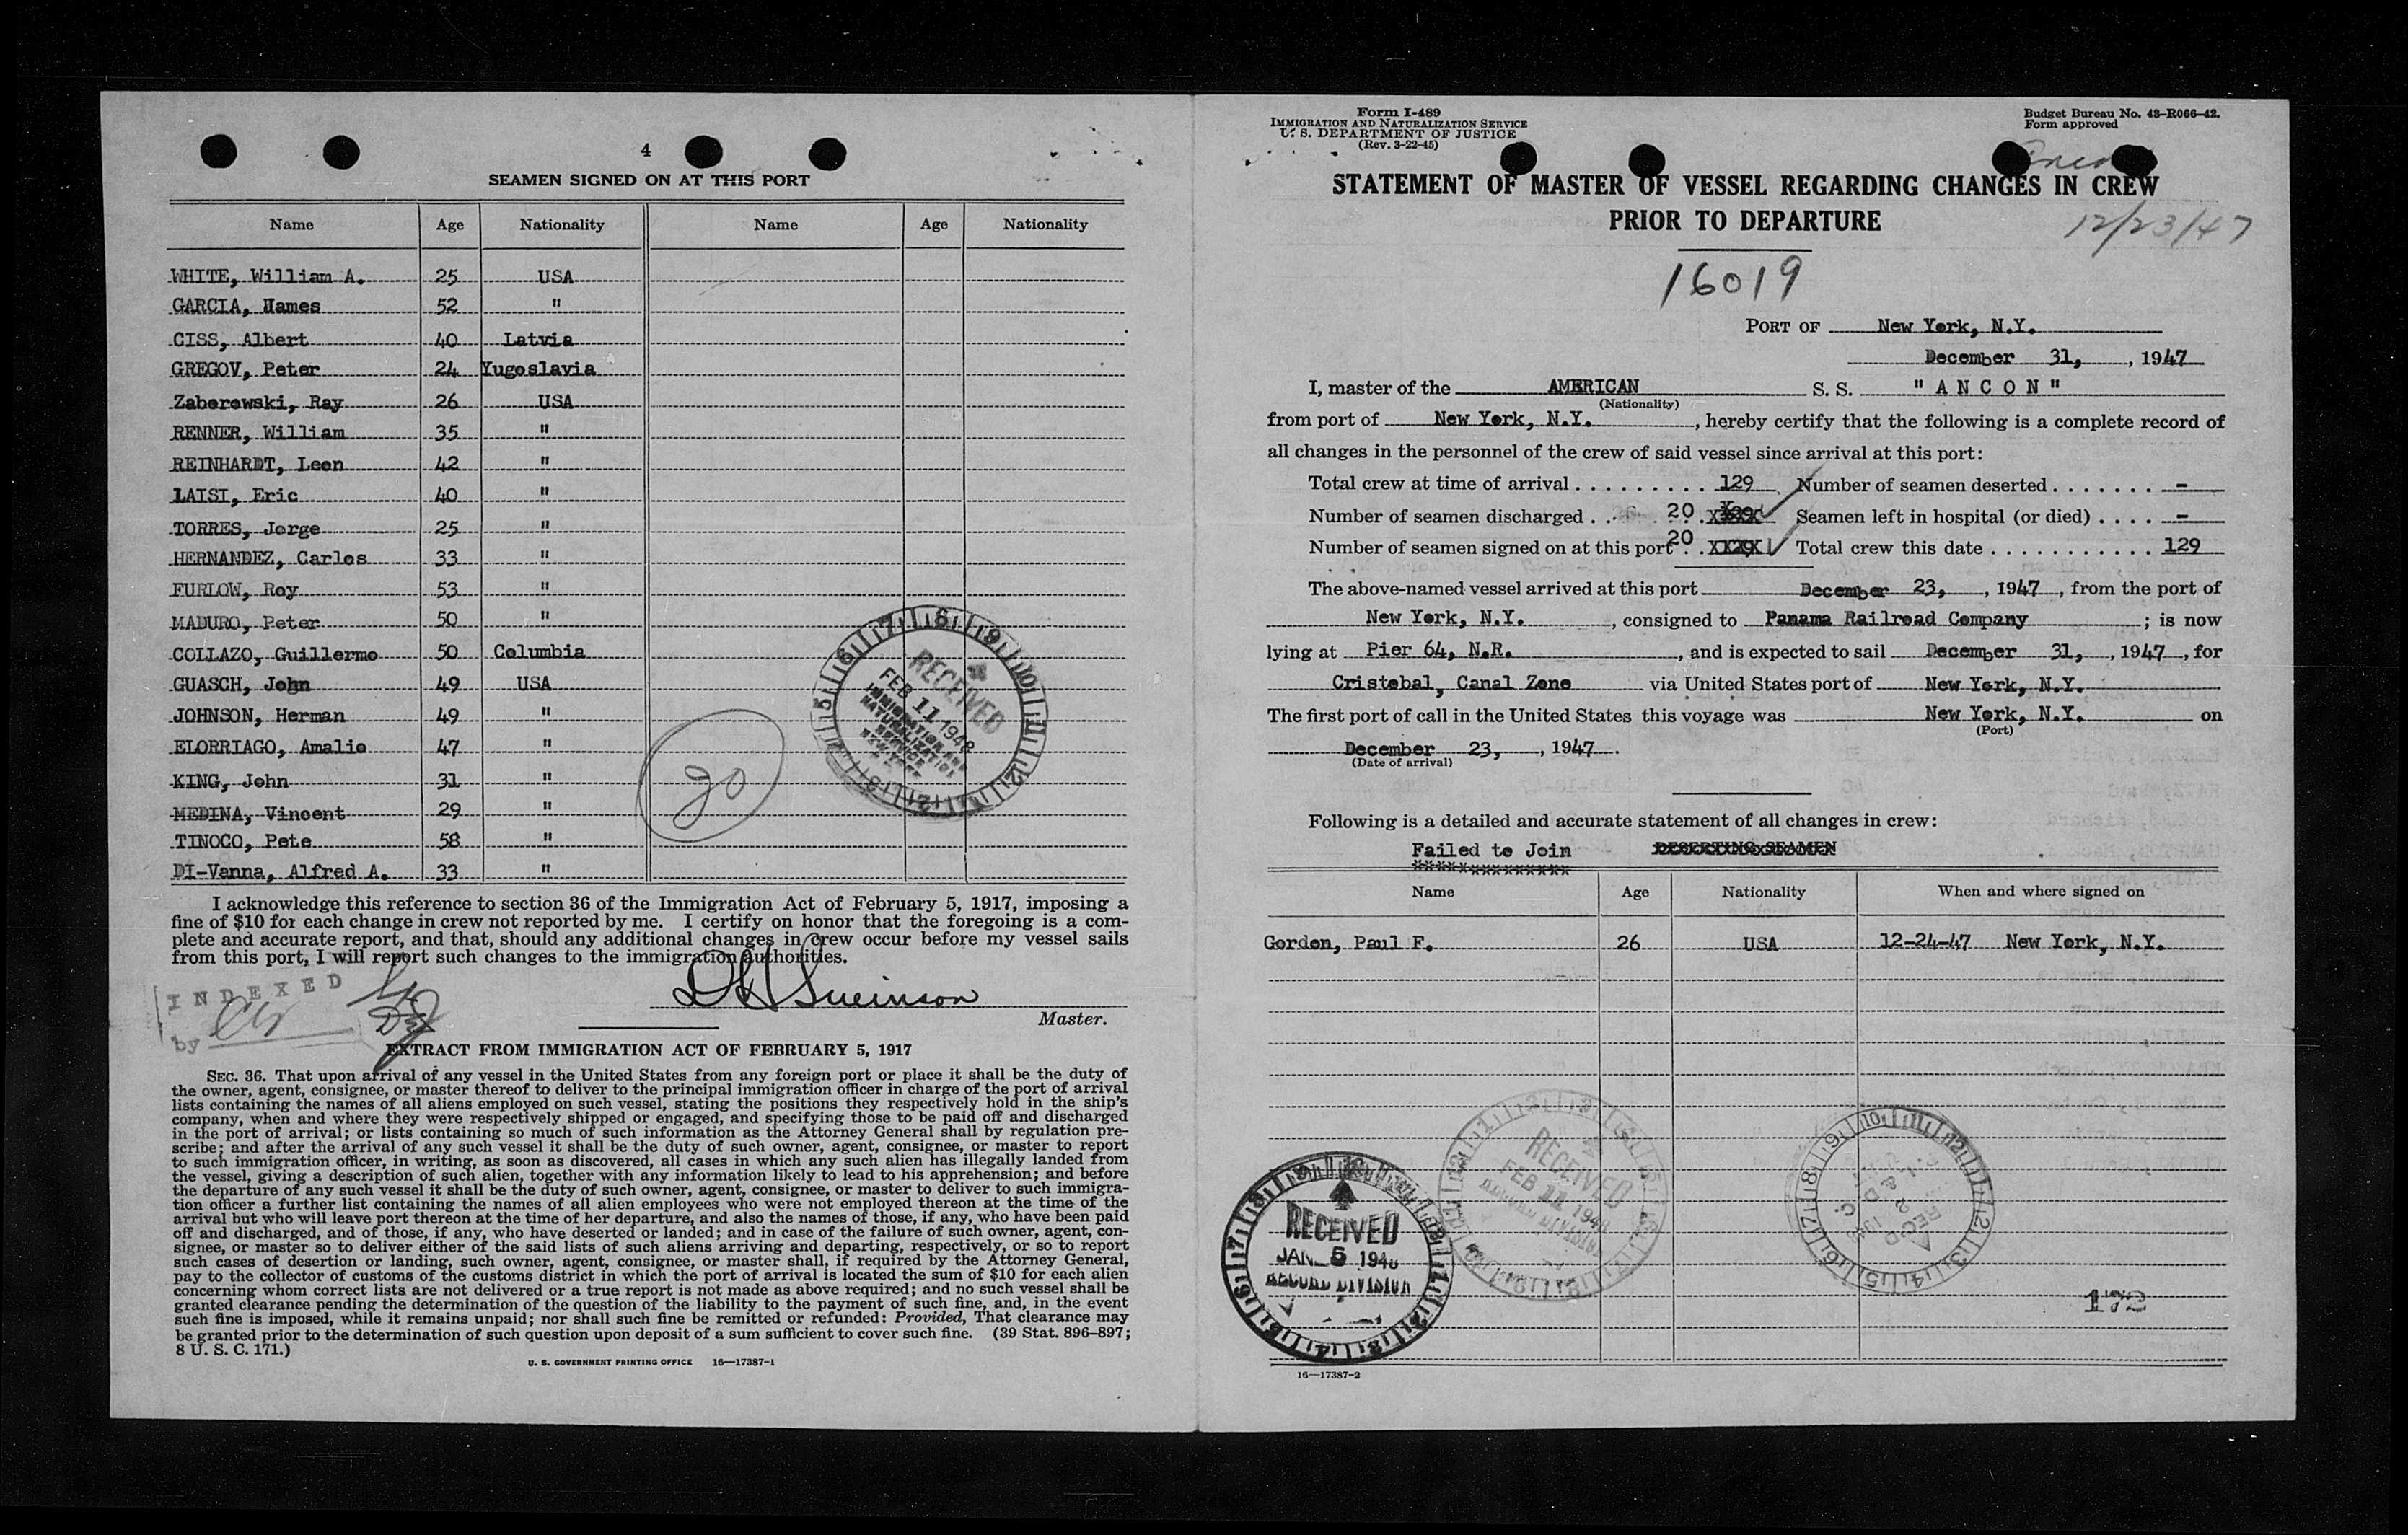 4
SEAMEN SIGNED ON AT THIS PORT
Name Age Nationality Name Age Nationality
WHITE, William A. 25 USA
GARCIA, Hames 52 "
CISS, Albert 40 Latvia
GREGOV, Peter 24 Yugoslavia
Zaborowski, Ray 26 USA
RENNER, William 35 "
REINHARDT, Leon 42 "
LAISI, Eric 40 "
TORRES, Jorge 25 "
HERNANDEZ, Carlos 33 "
FURLOW, Roy 53 "
MADURO, Peter 50 "
COLLAZO, Guillermo 50 Columbia
GUASCH, John 49 USA
JOHNSON, Herman 49 "
ELORRIAGO, Amalio 47 "
KING, John 31 "
MEDINA, Vincent 29 "
TINOCO, Pete 58 "
DI-Vanna, Alfred A. 33 "
20
RECEIVED
FEB 11 1948
IMMIGRATION AND
NATURALIZATION
SERVICE
I acknowledge this reference to section 36 of the Immigration Act of February 5, 1917, imposing a
fine of $10 for each change in crew not reported by me. I certify on honor that the foregoing is a com-
plete and accurate report, and that, should any additional changes in crew occur before my vessel sails
from this port, I will report such changes to the immigration authorities.
INDEXED
by
D H Sweinson
Master.
EXTRACT FROM IMMIGRATION ACT OF FEBRUARY 5, 1917
SEC. 36. That upon arrival of any vessel in the United States from any foreign port or place it shall be the duty of
the owner, agent, consignee, or master thereof to deliver to the principal immigration officer in charge of the port of arrival
lists containing the names of all aliens employed on such vessel, stating the positions they respectively hold in the ship's
company, when and where they were respectively shipped or engaged, and specifying those to be paid off and discharged
in the port of arrival; or lists containing so much of such information as the Attorney General shall by regulation pre-
scribe; and after the arrival of any such vessel it shall be the duty of such owner, agent, consignee, or master to report
to such immigration officer, in writing, as soon as discovered, all cases in which any such alien has illegally landed from
the vessel, giving a description of such alien, together with any information likely to lead to his apprehension; and before
the departure of any such vessel it shall be the duty of such owner, agent, consignee, or master to deliver to such immigra-
tion officer a further list containing the names of all alien employees who were not employed thereon at the time of the
arrival but who will leave port thereon at the time of her departure, and also the names of those, if any, who have been paid
off and discharged, and of those, if any, who have deserted or landed; and in case of the failure of such owner, agent, con-
signee, or master so to deliver either of the said lists of such aliens arriving and departing, respectively, or so to report
such cases of desertion or landing, such owner, agent, consignee, or master shall, if required by the Attorney General,
pay to the collector of customs of the customs district in which the port of arrival is located the sum of $10 for each alien
concerning whom correct lists are not delivered or a true report is not made as above required; and no such vessel shall be
granted clearance pending the determination of the question of the liability to the payment of such fine, and, in the event
such fine is imposed, while it remains unpaid; nor shall such fine be remitted or refunded: Provided, That clearance may
be granted prior to the determination of such question upon deposit of a sum sufficient to cover such fine. (39 Stat. 896-897;
8 U. S. C. 171.)
U. S. GOVERNMENT PRINTING OFFICE 16—17387-1
Form I-489
IMMIGRATION AND NATURALIZATION SERVICE
U. S. DEPARTMENT OF JUSTICE
(Rev. 3-22-45)
Budget Bureau No. 43-R066-42.
Form approved
Ancon
STATEMENT OF MASTER OF VESSEL REGARDING CHANGES IN CREW
PRIOR TO DEPARTURE
12/23/47
16019
PORT OF New York, N.Y.
December 31, , 1947
I, master of the AMERICAN S. S. " A N C O N "
(Nationality)
from port of New York, N.Y. , hereby certify that the following is a complete record of
all changes in the personnel of the crew of said vessel since arrival at this port:
Total crew at time of arrival . . . . . . . . . . 129 Number of seamen deserted . . . . . . . -
Number of seamen discharged . . 20 Seamen left in hospital (or died) . . . . -
Number of seamen signed on at this port 20 Total crew this date . . . . . . . . . . . . 129
The above-named vessel arrived at this port December 23, , 1947 , from the port of
New York, N.Y. , consigned to Panama Railroad Company ; is now
lying at Pier 64, N.R. , and is expected to sail December 31, , 1947 , for
Cristobal, Canal Zone via United States port of New York, N.Y.
The first port of call in the United States this voyage was New York, N.Y. on
(Port)
December 23, , 1947 .
(Date of arrival)
Following is a detailed and accurate statement of all changes in crew:
Failed to Join DESERTING SEAMEN
Name Age Nationality When and where signed on
Gordon, Paul F. 26 USA 12-24-47 New York, N.Y.
RECEIVED
FEB 11 1948
RECORD DIVISION
RECEIVED
JAN 5 1948
RECORD DIVISION
REC'D
172
16—17387-2